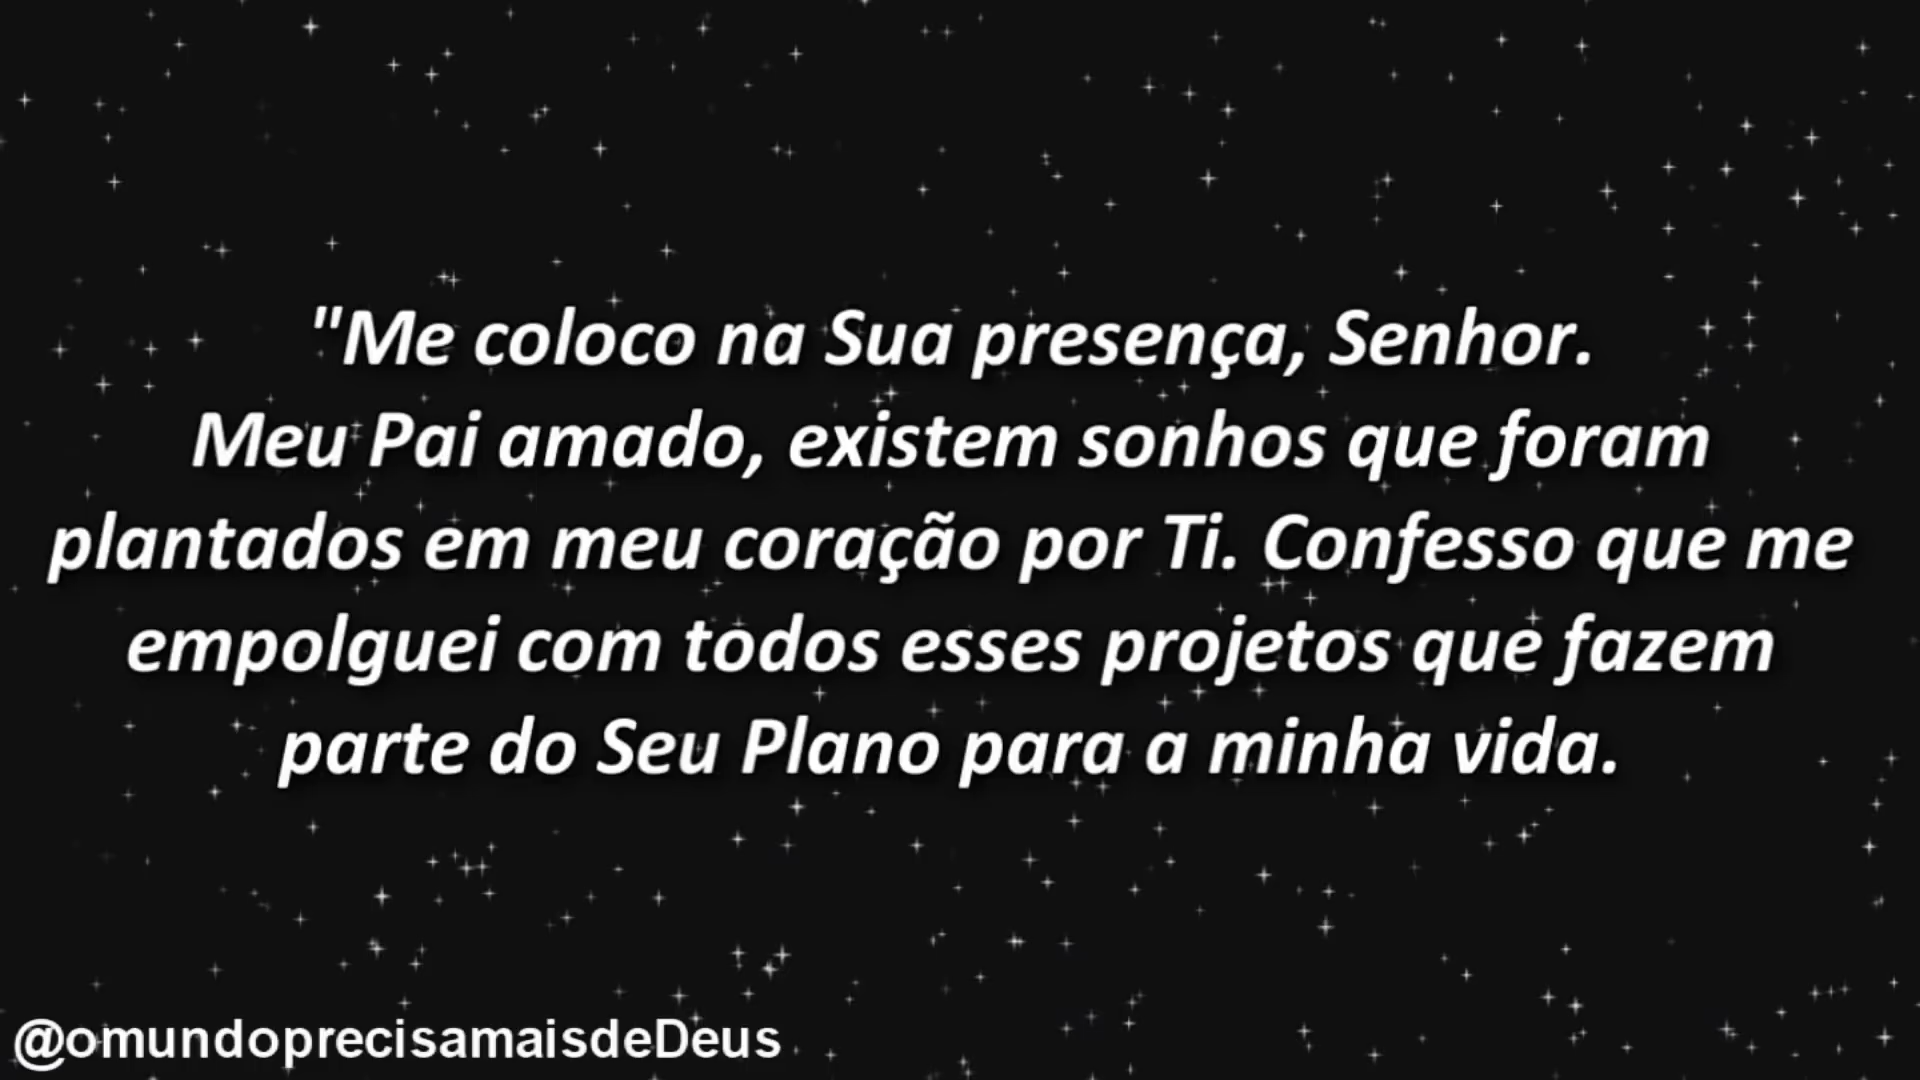 "Me coloco na Sua presença, Senhor.
Meu Pai amado, existem sonhos que foram
plantados em meu coração por Ti. Confesso que me
empolguei com todos esses projetos que fazem
parte do Seu Plano para a minha vida.
@omundoprecisamaisdeDeus